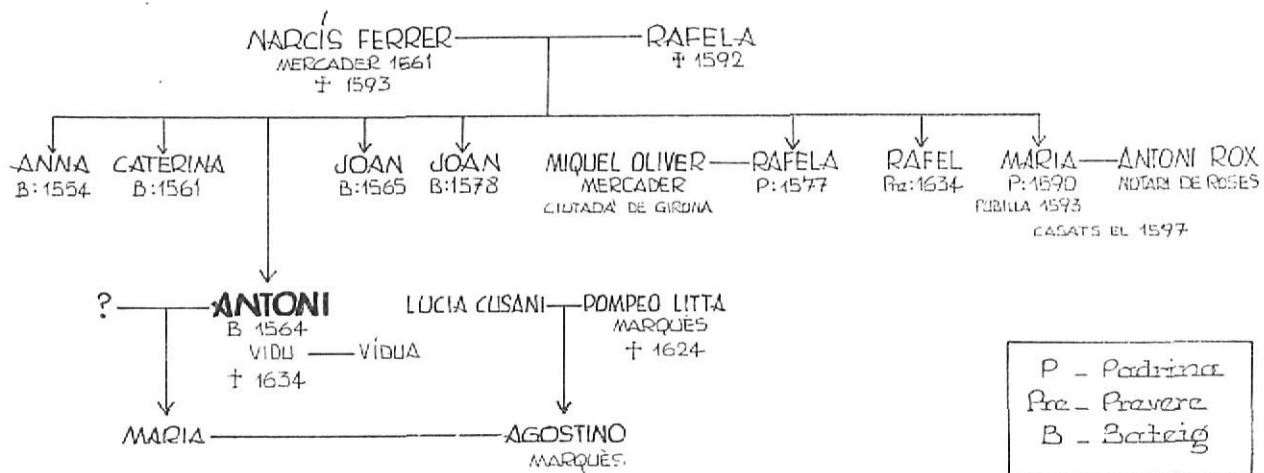 NARCÍS FERRER RAFELA
MERCADER 1561 † 1592
† 1593
ANNA CATERINA JOAN JOAN MIQUEL OLIVER RAFELA RAFEL MARIA ANTONI ROX
B:1554 B:1561 B:1565 B:1578 MERCADER P:1577 Pre:1634 P:1590 NOTARI DE ROSES
CIUTADÀ DE GIRONA PUBILLA 1593
CASATS EL 1597
? ANTONI LUCIA CUSANI POMPEO LITTA
B 1564 MARQUÈS
VIDU VÍDUA † 1624
† 1634
MARIA AGOSTINO
MARQUÈS.
P - Padrina
Pre - Prevere
B - Bateig